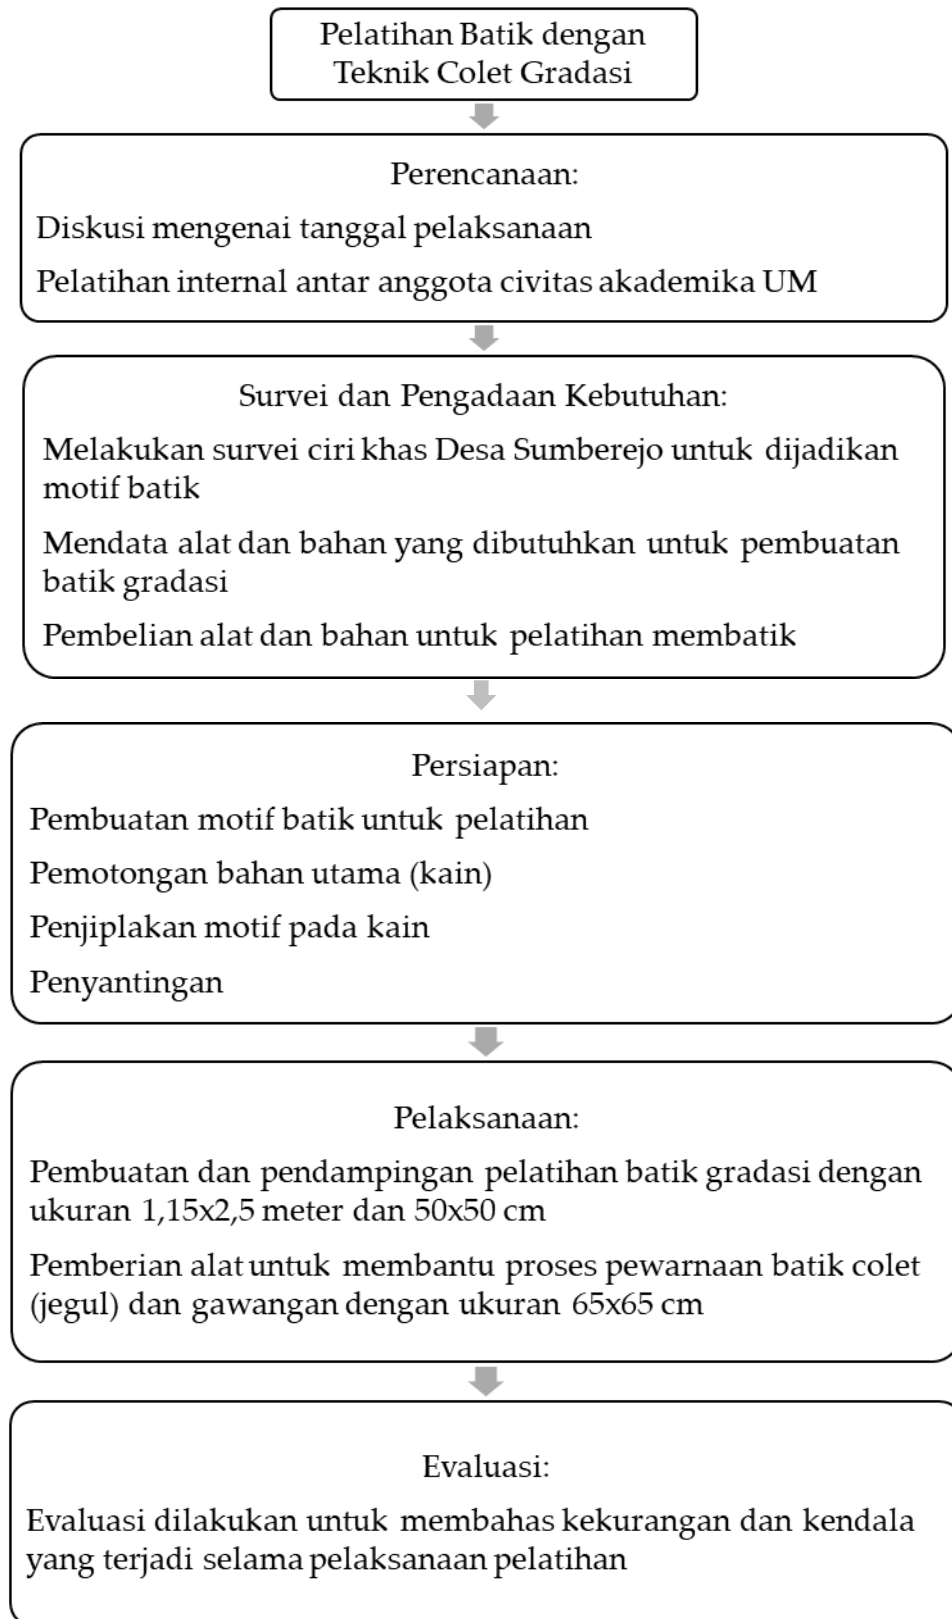 Pelatihan Batik dengan
Teknik Colet Gradasi
Perencanaan:
Diskusi mengenai tanggal pelaksanaan
Pelatihan internal antar anggota civitas akademika UM
Survei dan Pengadaan Kebutuhan:
Melakukan survei ciri khas Desa Sumberejo untuk dijadikan
motif batik
Mendata alat dan bahan yang dibutuhkan untuk pembuatan
batik gradasi
Pembelian alat dan bahan untuk pelatihan membatik
Persiapan:
Pembuatan motif batik untuk pelatihan
Pemotongan bahan utama (kain)
Penjiplakan motif pada kain
Penyantingan
Pelaksanaan:
Pembuatan dan pendampingan pelatihan batik gradasi dengan
ukuran 1,15x2,5 meter dan 50x50 cm
Pemberian alat untuk membantu proses pewarnaan batik colet
(jegul) dan gawangan dengan ukuran 65x65 cm
Evaluasi:
Evaluasi dilakukan untuk membahas kekurangan dan kendala
yang terjadi selama pelaksanaan pelatihan